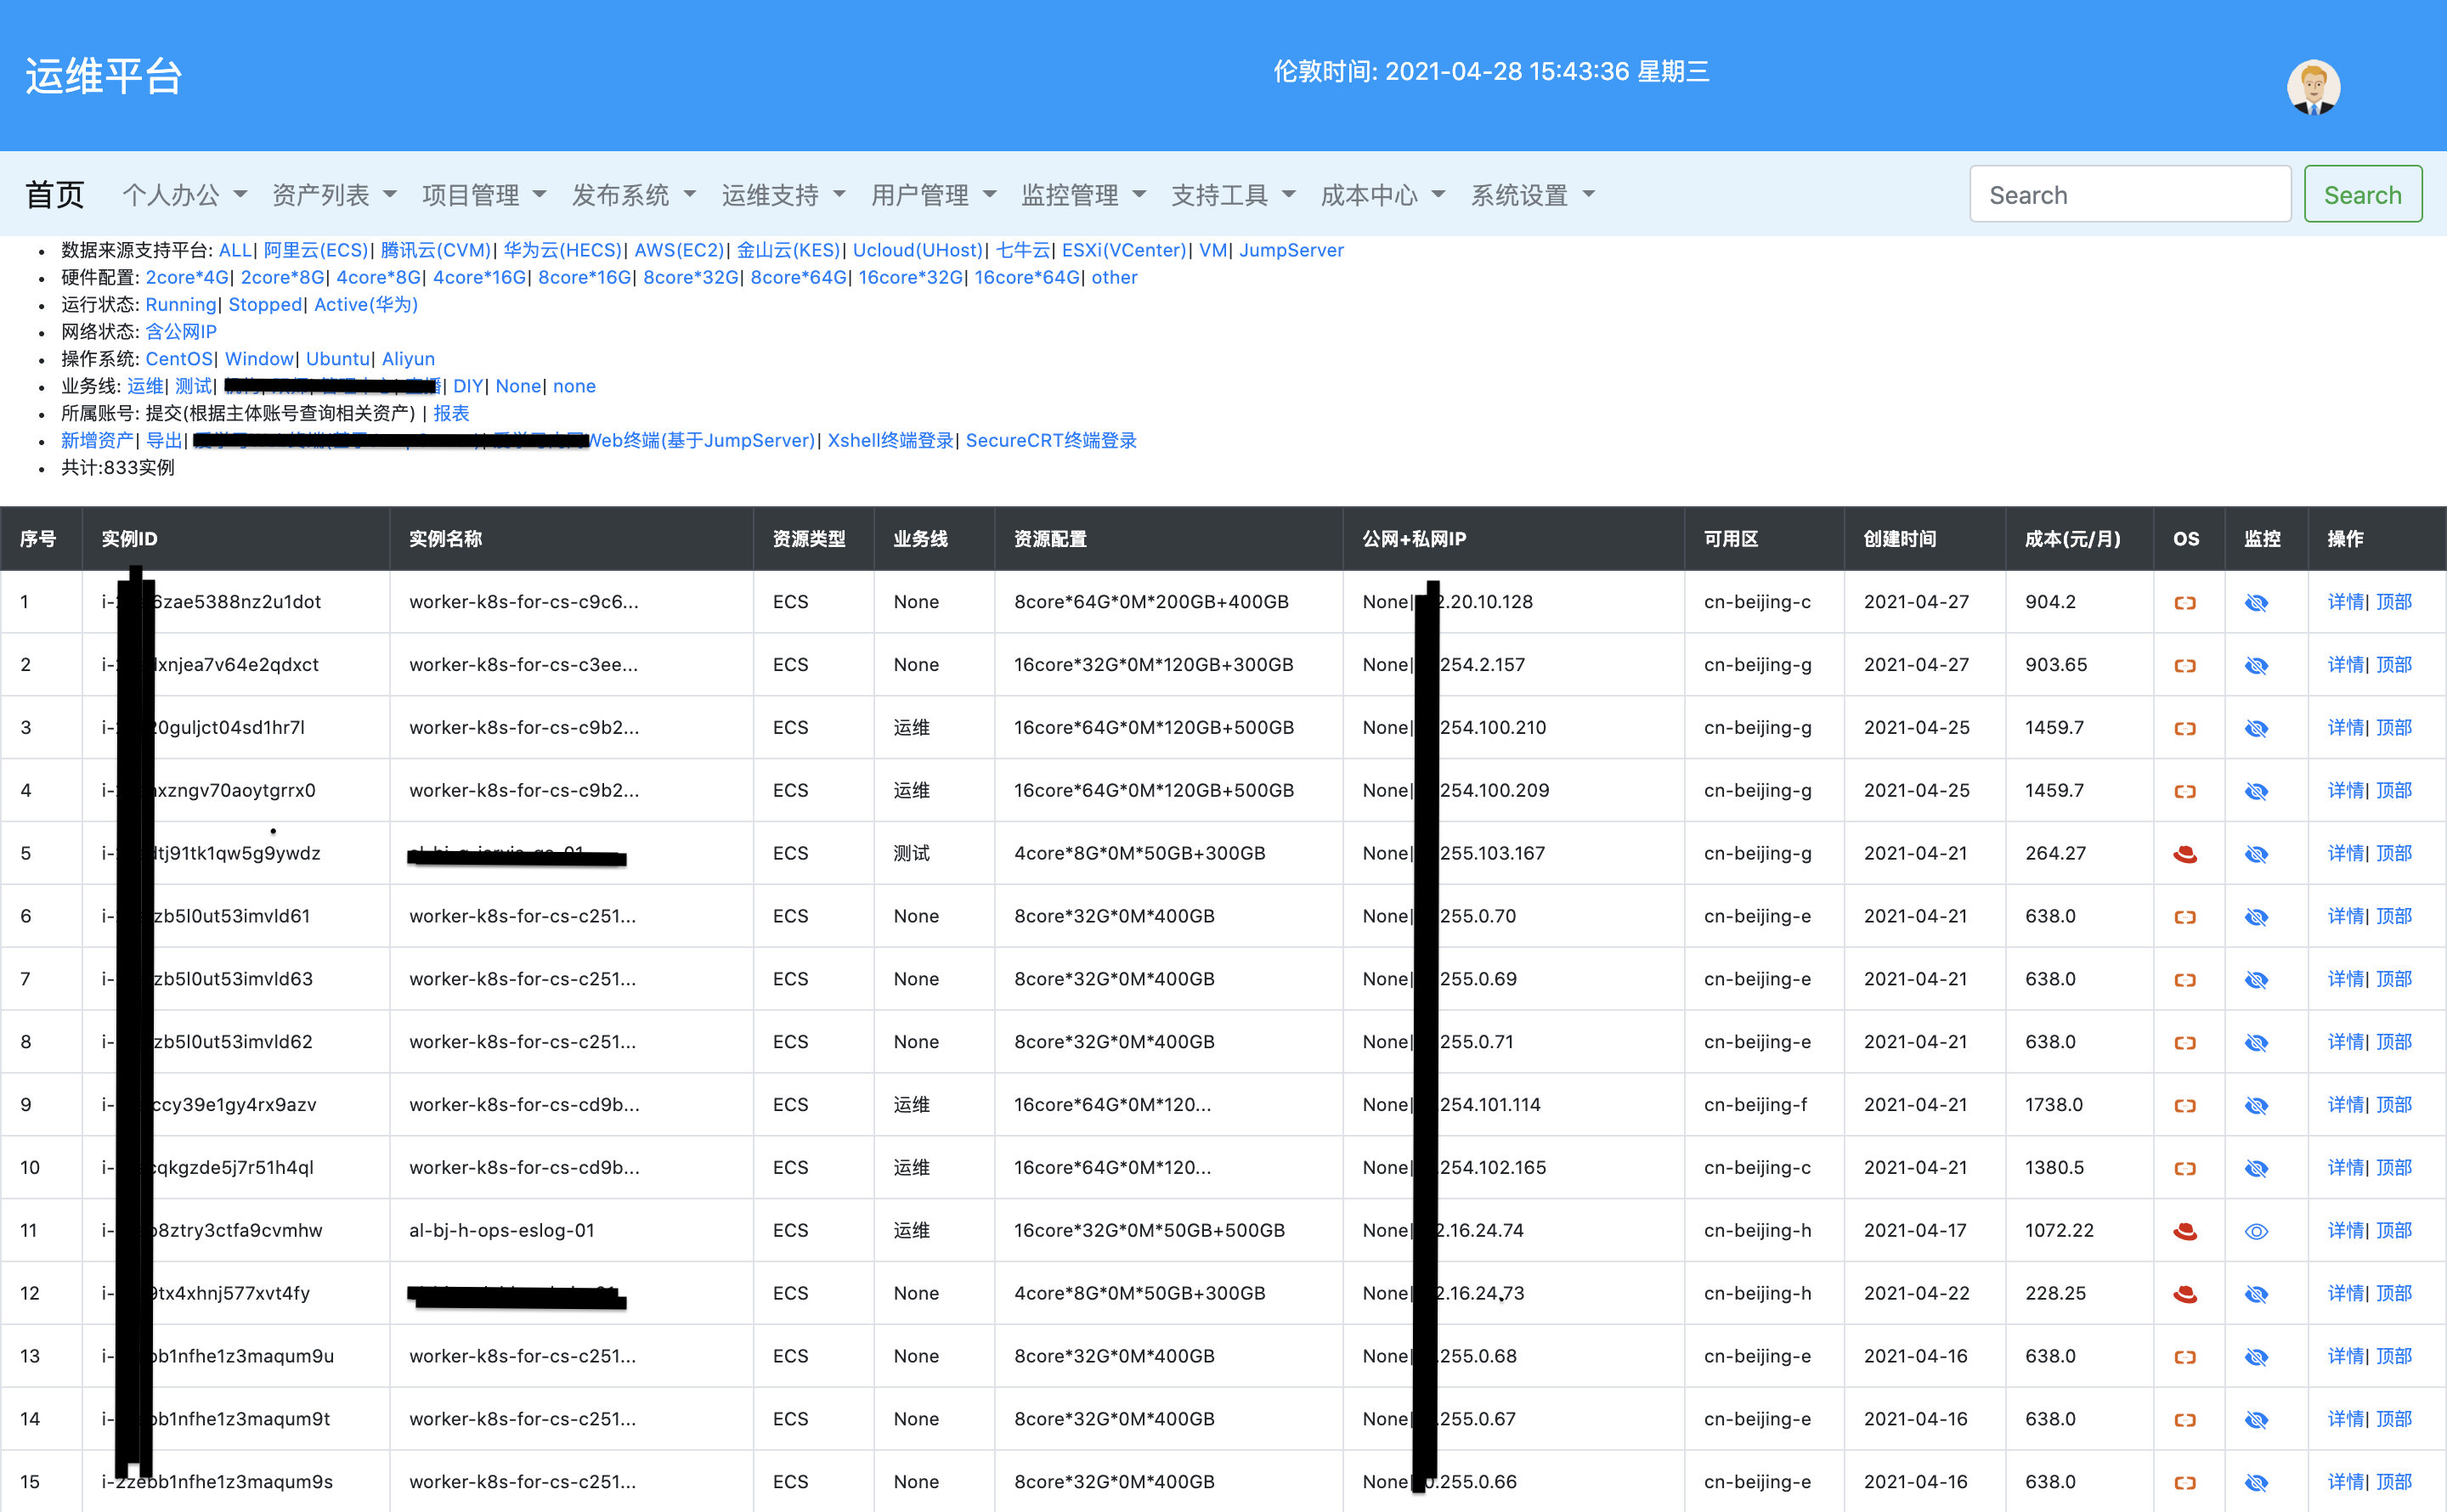 运维平台
伦敦时间: 2021-04-28 15:43:36 星期三
首页 个人办公 资产列表 项目管理 发布系统 运维支持 用户管理 监控管理 支持工具 成本中心 系统设置 Search Search
数据来源支持平台: ALL| 阿里云(ECS)| 腾讯云(CVM)| 华为云(HECS)| AWS(EC2)| 金山云(KES)| Ucloud(UHost)| 七牛云| ESXi(VCenter)| VM| JumpServer
硬件配置: 2core*4G| 2core*8G| 4core*8G| 4core*16G| 8core*16G| 8core*32G| 8core*64G| 16core*32G| 16core*64G| other
运行状态: Running| Stopped| Active(华为)
网络状态: 含公网IP
操作系统: CentOS| Window| Ubuntu| Aliyun
业务线: 运维| 测试| | DIY| None| none
所属账号: 提交(根据主体账号查询相关资产) | 报表
新增资产| 导出| Web终端(基于JumpServer)| Xshell终端登录| SecureCRT终端登录
共计:833实例
序号 实例ID 实例名称 资源类型 业务线 资源配置 公网+私网IP 可用区 创建时间 成本(元/月) OS 监控 操作
1 i- 6zae5388nz2u1dot worker-k8s-for-cs-c9c6... ECS None 8core*64G*0M*200GB+400GB None| 2.20.10.128 cn-beijing-c 2021-04-27 904.2 详情| 顶部
2 i- xnjea7v64e2qdxct worker-k8s-for-cs-c3ee... ECS None 16core*32G*0M*120GB+300GB None| 254.2.157 cn-beijing-g 2021-04-27 903.65 详情| 顶部
3 i- 0guljct04sd1hr7l worker-k8s-for-cs-c9b2... ECS 运维 16core*64G*0M*120GB+500GB None| 254.100.210 cn-beijing-g 2021-04-25 1459.7 详情| 顶部
4 i- xzngv70aoytgrrx0 worker-k8s-for-cs-c9b2... ECS 运维 16core*64G*0M*120GB+500GB None| 254.100.209 cn-beijing-g 2021-04-25 1459.7 详情| 顶部
5 i- tj91tk1qw5g9ywdz ECS 测试 4core*8G*0M*50GB+300GB None| 255.103.167 cn-beijing-g 2021-04-21 264.27 详情| 顶部
6 i- zb5l0ut53imvld61 worker-k8s-for-cs-c251... ECS None 8core*32G*0M*400GB None| 255.0.70 cn-beijing-e 2021-04-21 638.0 详情| 顶部
7 i- zb5l0ut53imvld63 worker-k8s-for-cs-c251... ECS None 8core*32G*0M*400GB None| 255.0.69 cn-beijing-e 2021-04-21 638.0 详情| 顶部
8 i- zb5l0ut53imvld62 worker-k8s-for-cs-c251... ECS None 8core*32G*0M*400GB None| 255.0.71 cn-beijing-e 2021-04-21 638.0 详情| 顶部
9 i- ccy39e1gy4rx9azv worker-k8s-for-cs-cd9b... ECS 运维 16core*64G*0M*120... None| 254.101.114 cn-beijing-f 2021-04-21 1738.0 详情| 顶部
10 i- cqkgzde5j7r51h4ql worker-k8s-for-cs-cd9b... ECS 运维 16core*64G*0M*120... None| 254.102.165 cn-beijing-c 2021-04-21 1380.5 详情| 顶部
11 i- 8ztry3ctfa9cvmhw al-bj-h-ops-eslog-01 ECS 运维 16core*32G*0M*50GB+500GB None| 2.16.24.74 cn-beijing-h 2021-04-17 1072.22 详情| 顶部
12 i- 9tx4xhnj577xvt4fy ECS None 4core*8G*0M*50GB+300GB None| 2.16.24.73 cn-beijing-h 2021-04-22 228.25 详情| 顶部
13 i- bb1nfhe1z3maqum9u worker-k8s-for-cs-c251... ECS None 8core*32G*0M*400GB None| .255.0.68 cn-beijing-e 2021-04-16 638.0 详情| 顶部
14 i- bb1nfhe1z3maqum9t worker-k8s-for-cs-c251... ECS None 8core*32G*0M*400GB None| .255.0.67 cn-beijing-e 2021-04-16 638.0 详情| 顶部
15 i-2zebb1nfhe1z3maqum9s worker-k8s-for-cs-c251... ECS None 8core*32G*0M*400GB None| 0.255.0.66 cn-beijing-e 2021-04-16 638.0 详情| 顶部